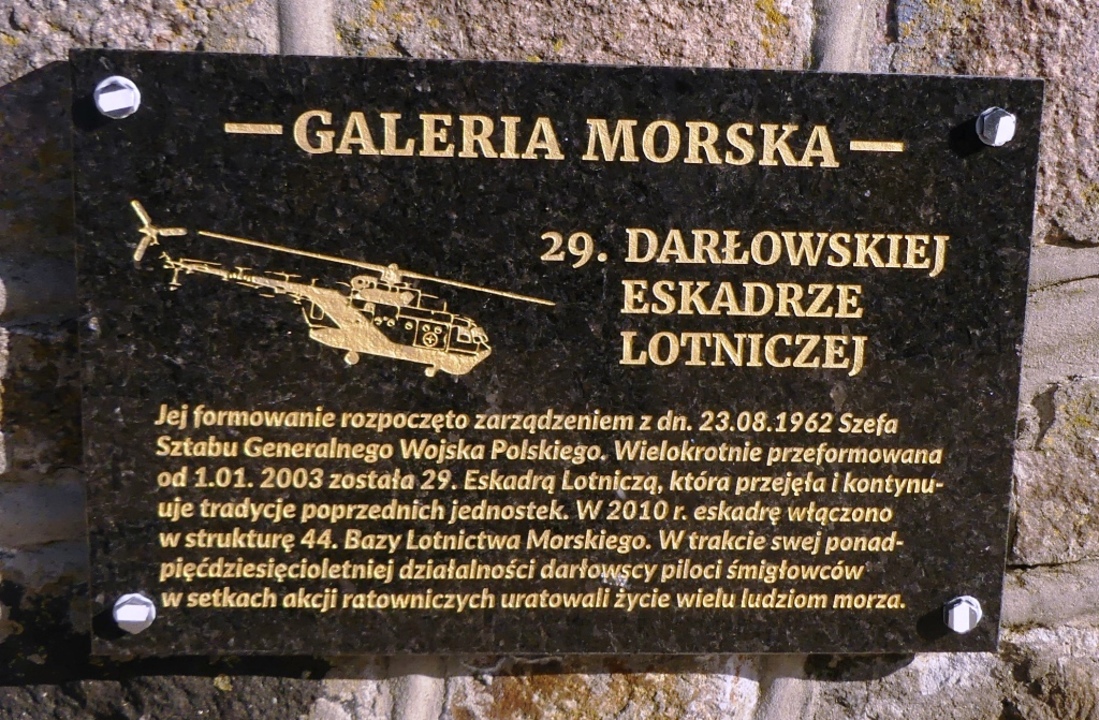 GALERIA MORSKA
29. DARŁOWSKIEJ
ESKADRZE
LOTNICZEJ
Jej formowanie rozpoczęto zarządzeniem z dn. 23.08.1962 Szefa
Sztabu Generalnego Wojska Polskiego. Wielokrotnie przeformowana
od 1.01. 2003 została 29. Eskadrą Lotniczą, która przejęła i kontynu-
uje tradycje poprzednich jednostek. W 2010 r. eskadrę włączono
w strukturę 44. Bazy Lotnictwa Morskiego. W trakcie swej ponad-
pięćdziesięcioletniej działalności darłowscy piloci śmigłowców
w setkach akcji ratowniczych uratowali życie wielu ludziom morza.